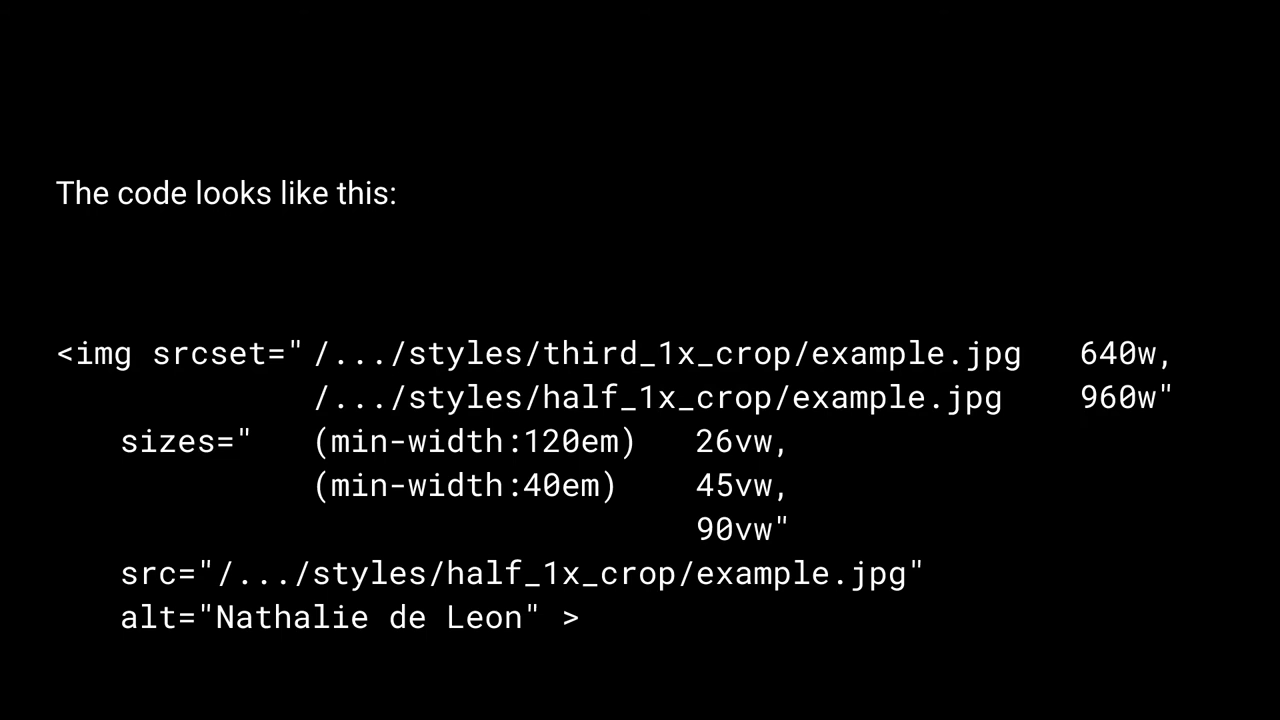 The code looks like this:
<img srcset=" /.../styles/third_1x_crop/example.jpg 640w,
/.../styles/half_1x_crop/example.jpg 960w"
sizes=" (min-width:120em) 26vw,
(min-width:40em) 45vw,
90vw"
src="/.../styles/half_1x_crop/example.jpg"
alt="Nathalie de Leon" >